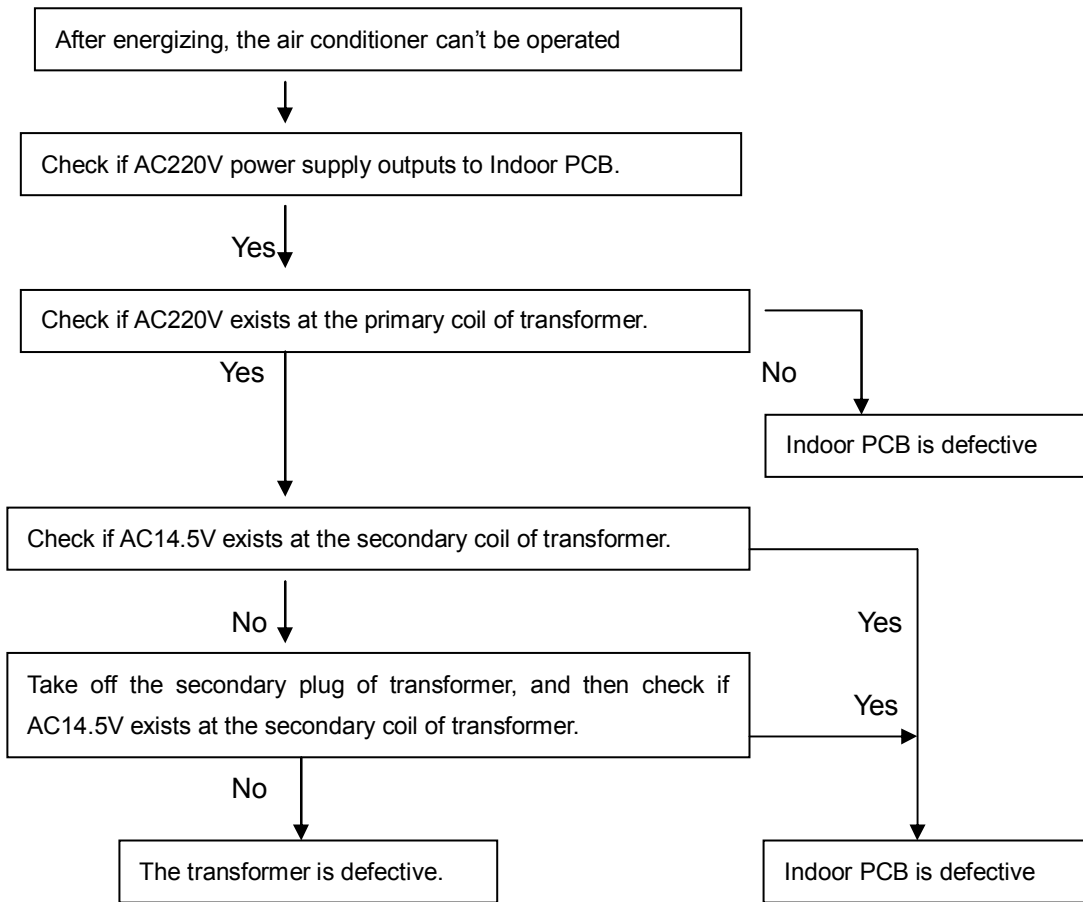 After energizing, the air conditioner can’t be operated
Check if AC220V power supply outputs to Indoor PCB.
Yes
Check if AC220V exists at the primary coil of transformer.
Yes
No
Indoor PCB is defective
Check if AC14.5V exists at the secondary coil of transformer.
No
Yes
Take off the secondary plug of transformer, and then check if
AC14.5V exists at the secondary coil of transformer.
Yes
No
The transformer is defective.
Indoor PCB is defective